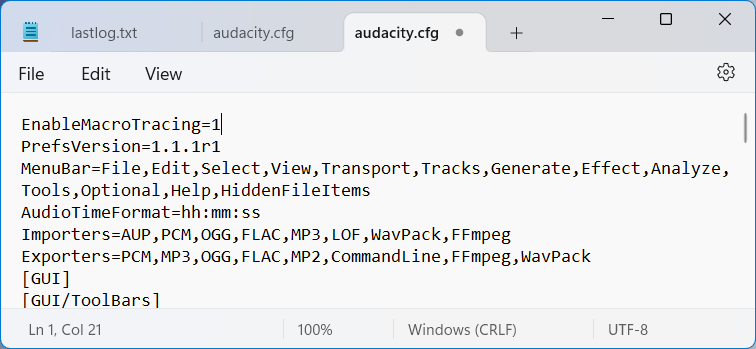 lastlog.txt audacity.cfg audacity.cfg
File Edit View
EnableMacroTracing=1
PrefsVersion=1.1.1r1
MenuBar=File,Edit,Select,View,Transport,Tracks,Generate,Effect,Analyze,
Tools,Optional,Help,HiddenFileItems
AudioTimeFormat=hh:mm:ss
Importers=AUP,PCM,OGG,FLAC,MP3,LOF,WavPack,FFmpeg
Exporters=PCM,MP3,OGG,FLAC,MP2,CommandLine,FFmpeg,WavPack
[GUI]
[GUI/ToolBars]
Ln 1, Col 21 100% Windows (CRLF) UTF-8